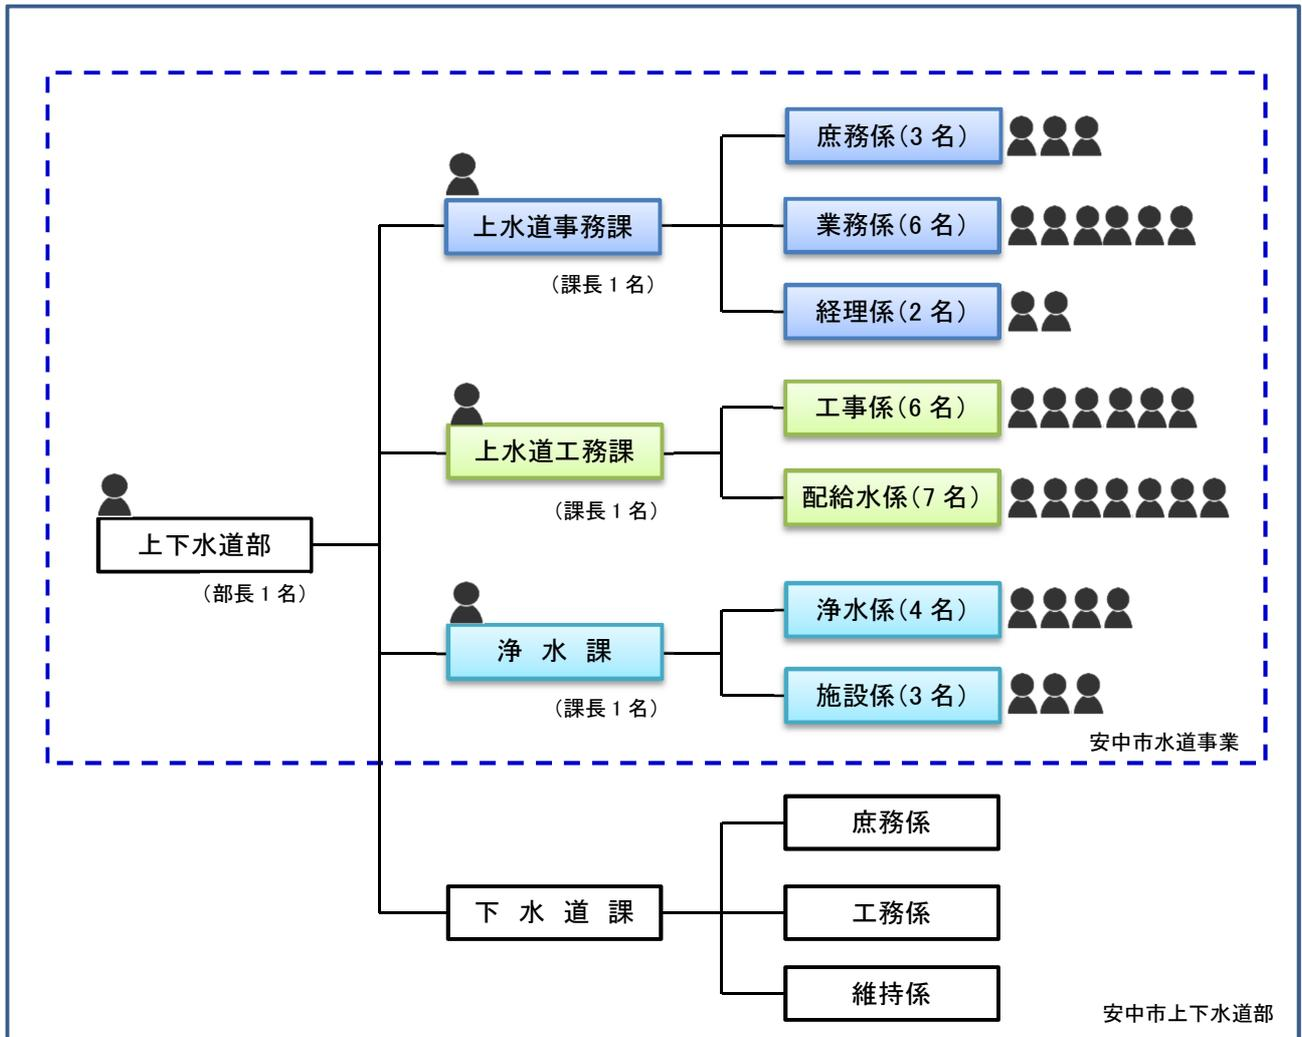 庶務係(3 名)
上水道事務課
(課長 1 名)
業務係(6 名)
経理係(2 名)
上水道工務課
(課長 1 名)
工事係(6 名)
配給水係(7 名)
上下水道部
(部長 1 名)
浄 水 課
(課長 1 名)
浄水係(4 名)
施設係(3 名)
安中市水道事業
下 水 道 課
庶務係
工務係
維持係
安中市上下水道部